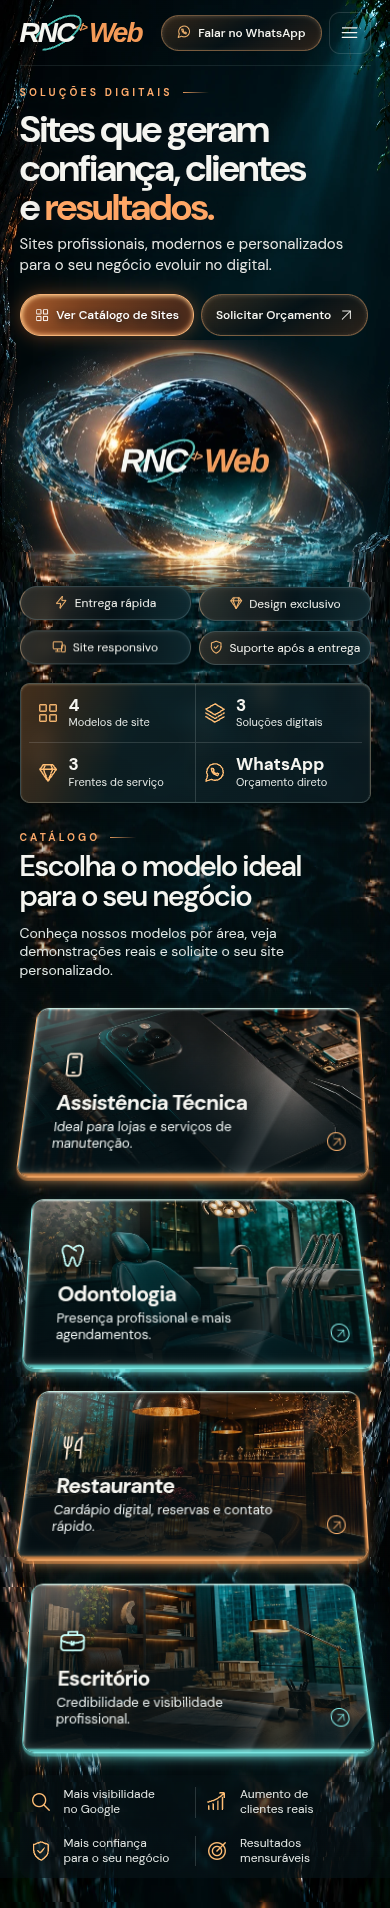 RNC</>Web
Falar no WhatsApp
SOLUÇÕES DIGITAIS
Sites que geram
confiança, clientes
e resultados.
Sites profissionais, modernos e personalizados
para o seu negócio evoluir no digital.
Ver Catálogo de Sites
Solicitar Orçamento
RNC</>Web
Entrega rápida
Design exclusivo
Site responsivo
Suporte após a entrega
4
Modelos de site
3
Soluções digitais
3
Frentes de serviço
WhatsApp
Orçamento direto
CATÁLOGO
Escolha o modelo ideal
para o seu negócio
Conheça nossos modelos por área, veja
demonstrações reais e solicite o seu site
personalizado.
Assistência Técnica
Ideal para lojas e serviços de
manutenção.
Odontologia
Presença profissional e mais
agendamentos.
Restaurante
Cardápio digital, reservas e contato
rápido.
Escritório
Credibilidade e visibilidade
profissional.
Mais visibilidade
no Google
Aumento de
clientes reais
Mais confiança
para o seu negócio
Resultados
mensuráveis